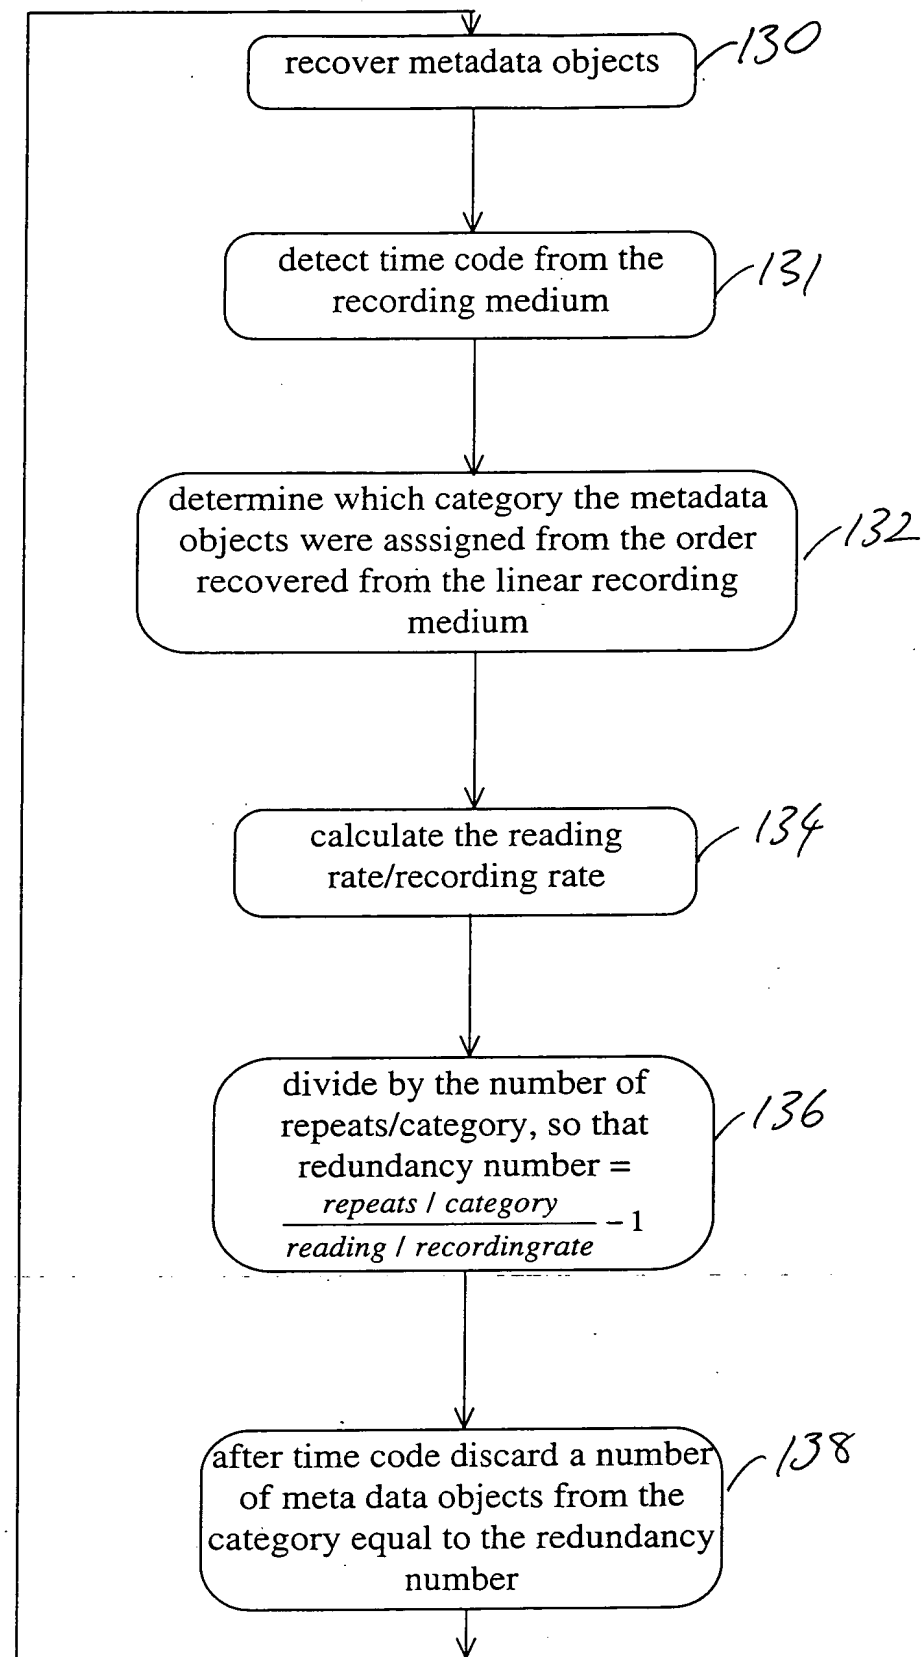 recover metadata objects
130
detect time code from the
recording medium
131
determine which category the metadata
objects were asssigned from the order
recovered from the linear recording
medium
132
calculate the reading
rate/recording rate
134
divide by the number of
repeats/category, so that
redundancy number =
repeats / category
reading / recordingrate
- 1
136
after time code discard a number
of meta data objects from the
category equal to the redundancy
number
138